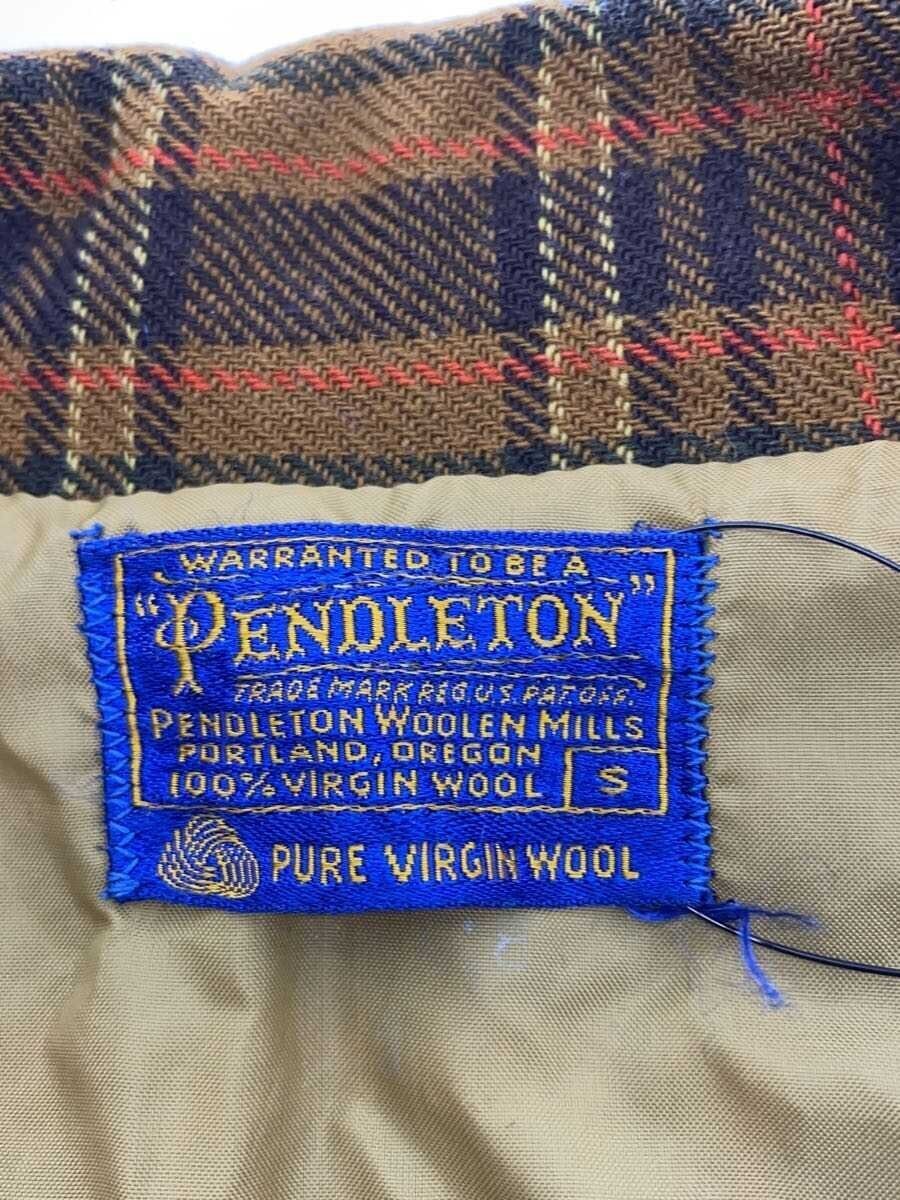 WARRANTED TO BE A
"PENDLETON"
TRADE MARK REG. U.S. PAT. OFF.
PENDLETON WOOLEN MILLS
PORTLAND, OREGON
100% VIRGIN WOOL
S
PURE VIRGIN WOOL